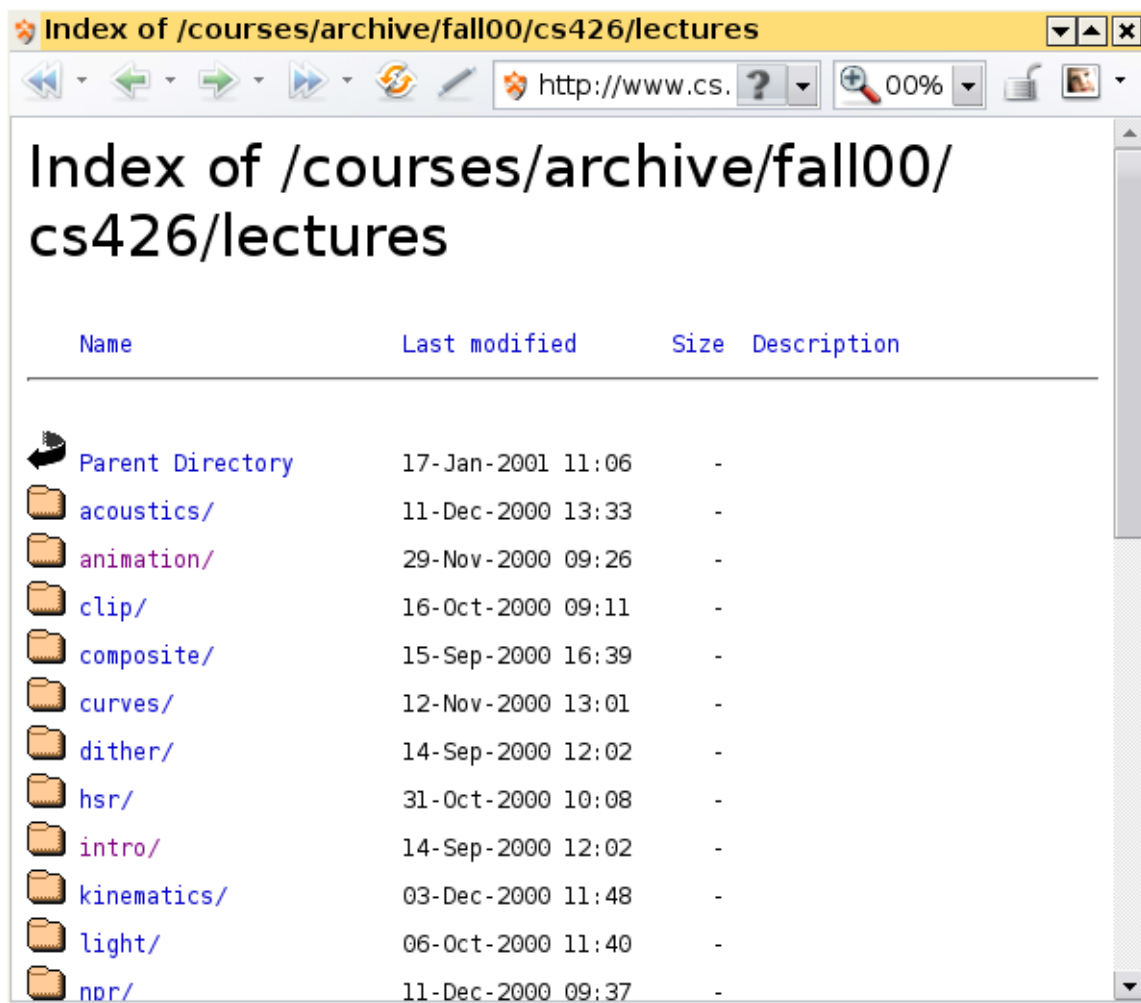 Index of /courses/archive/fall00/cs426/lectures
http://www.cs. ? 00%
Index of /courses/archive/fall00/
cs426/lectures
Name Last modified Size Description
Parent Directory 17-Jan-2001 11:06 -
acoustics/ 11-Dec-2000 13:33 -
animation/ 29-Nov-2000 09:26 -
clip/ 16-Oct-2000 09:11 -
composite/ 15-Sep-2000 16:39 -
curves/ 12-Nov-2000 13:01 -
dither/ 14-Sep-2000 12:02 -
hsr/ 31-Oct-2000 10:08 -
intro/ 14-Sep-2000 12:02 -
kinematics/ 03-Dec-2000 11:48 -
light/ 06-Oct-2000 11:40 -
npr/ 11-Dec-2000 09:37 -